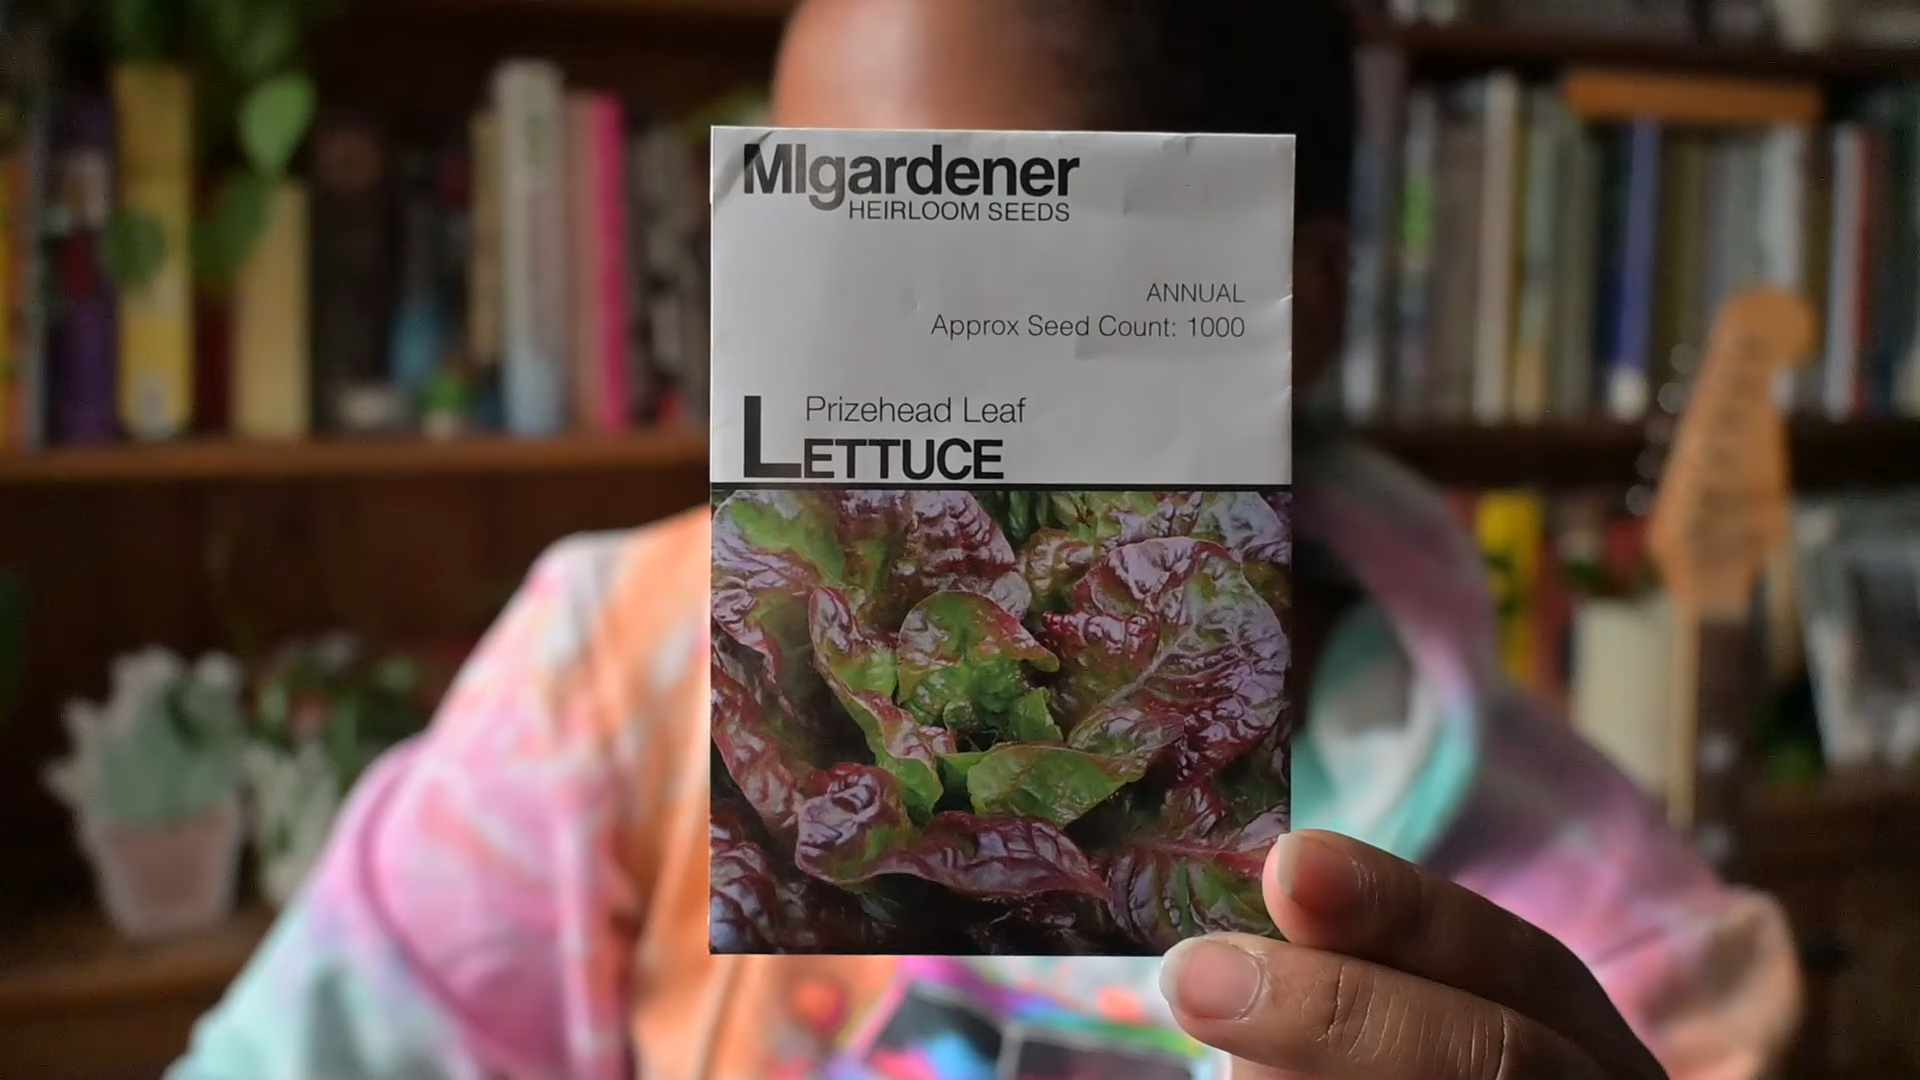 MIgardener
HEIRLOOM SEEDS
ANNUAL
Approx Seed Count: 1000
Prizehead Leaf
LETTUCE